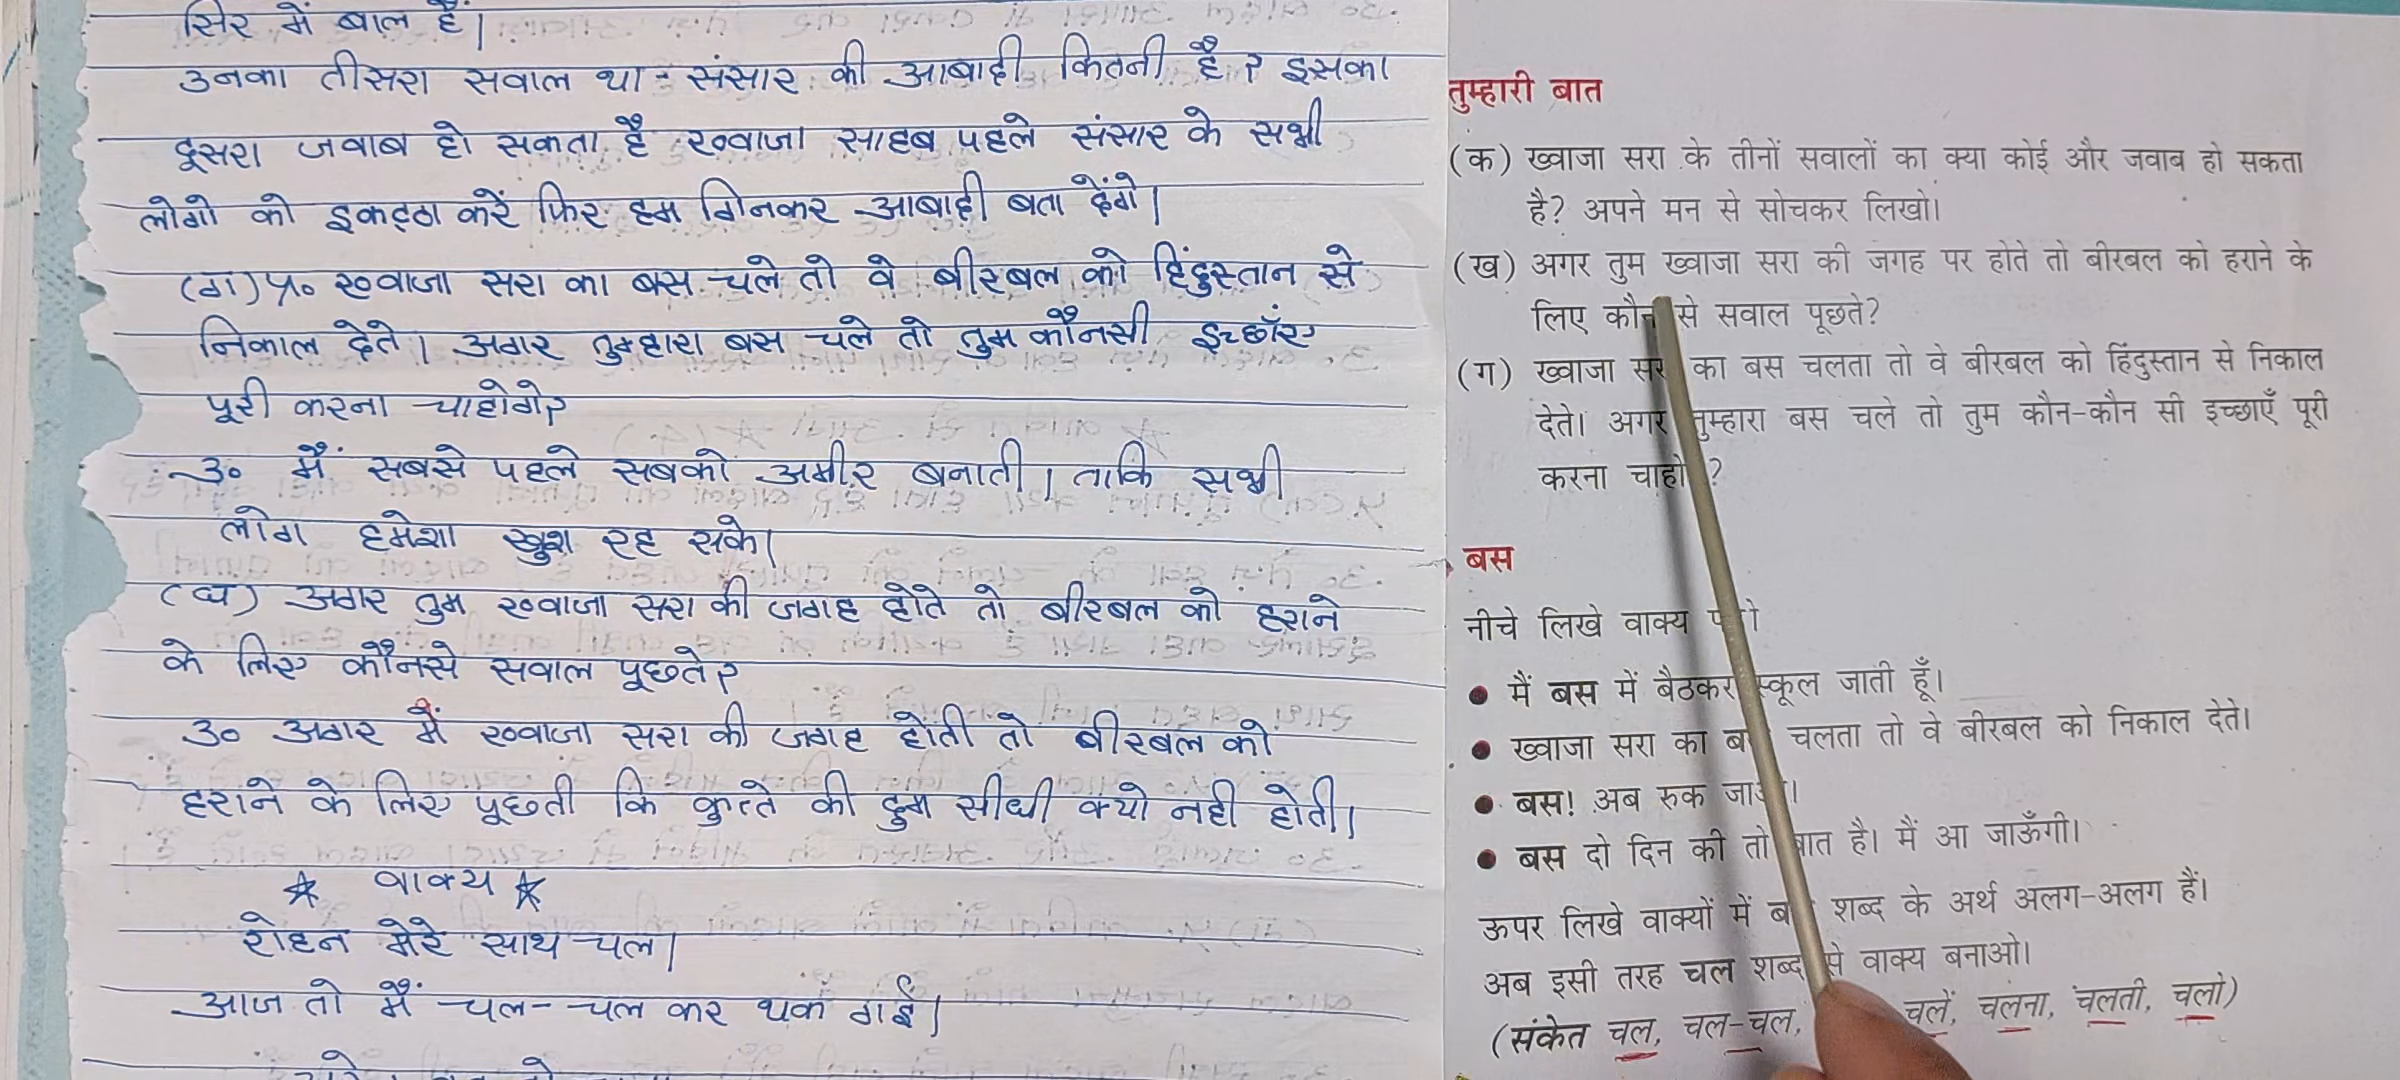 सिर में बाल हैं।
उनका तीसरा सवाल था - संसार की आबादी कितनी है? इसका
दूसरा जवाब हो सकता है ख्वाजा साहब पहले संसार के सभी
लोगो को इकट्ठा करें फिर हम गिनकर आबादी बता देंगे।
(ग) प्र० ख्वाजा सरा का बस चले तो वे बीरबल को हिंदुस्तान से
निकाल देते। अगर तुम्हारा बस चले तो तुम कौनसी इच्छाँए
पूरी करना चाहोगे?
उ० मैं सबसे पहले सबको अमीर बनाती। ताकि सभी
लोग हमेशा खुश रह सके।
(ख) अगर तुम ख्वाजा सरा की जगह होते तो बीरबल को हराने
के लिए कौनसे सवाल पूछते?
उ० अगर मैं ख्वाजा सरा की जगह होती तो बीरबल को
हराने के लिए पूछती कि कुत्ते की दुम सीधी क्यो नही होती।
वाक्य
रोहन मेरे साथ चल।
आज तो मैं चल-चल कर थक गई।
तुम्हारी बात
(क) ख्वाजा सरा के तीनों सवालों का क्या कोई और जवाब हो सकता
है? अपने मन से सोचकर लिखो।
(ख) अगर तुम ख्वाजा सरा की जगह पर होते तो बीरबल को हराने के
लिए कौन से सवाल पूछते?
(ग) ख्वाजा सरा का बस चलता तो वे बीरबल को हिंदुस्तान से निकाल
देते। अगर तुम्हारा बस चले तो तुम कौन-कौन सी इच्छाएँ पूरी
करना चाहो ?
बस
नीचे लिखे वाक्य
● मैं बस में बैठकर स्कूल जाती हूँ।
● ख्वाजा सरा का बस चलता तो वे बीरबल को निकाल देते।
● बस! अब रुक जाओ।
● बस दो दिन की तो बात है। मैं आ जाऊँगी।
ऊपर लिखे वाक्यों में बस शब्द के अर्थ अलग-अलग हैं।
अब इसी तरह चल शब्द से वाक्य बनाओ।
(संकेत चल, चल-चल, चलें, चलना, चलती, चलो)